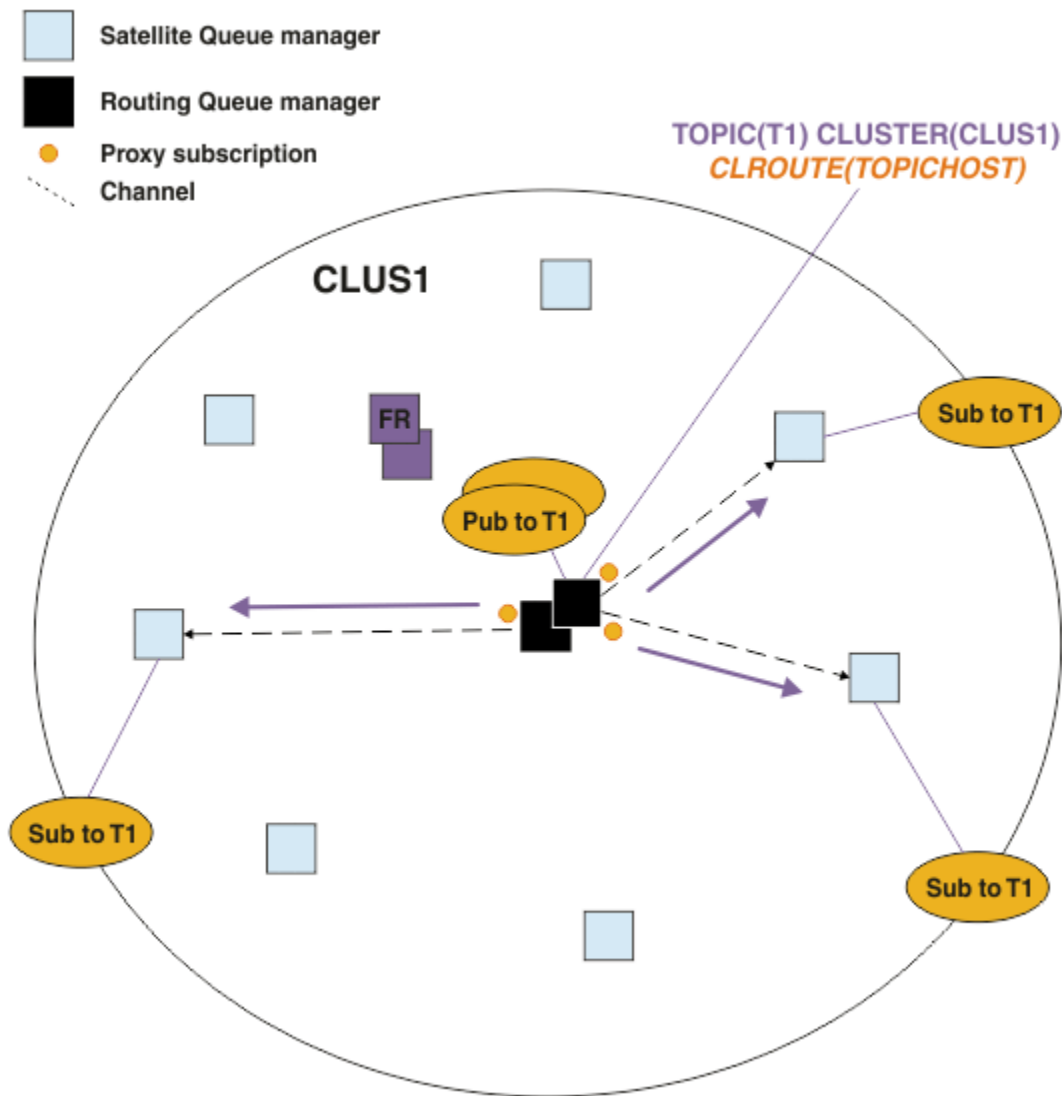 Satellite Queue manager
Routing Queue manager
Proxy subscription
Channel
TOPIC(T1) CLUSTER(CLUS1)
CLROUTE(TOPICHOST)
CLUS1
FR
Sub to T1
Pub to T1
Sub to T1
Sub to T1